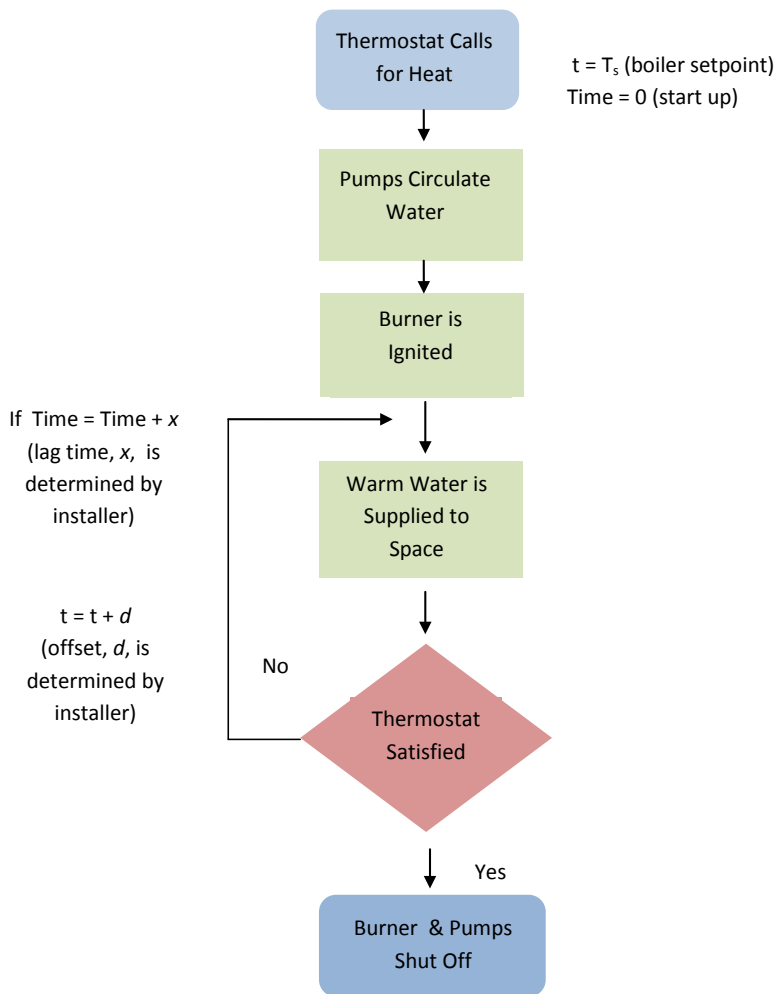 Thermostat Calls
for Heat
t = Tₛ (boiler setpoint)
Time = 0 (start up)
Pumps Circulate
Water
Burner is
Ignited
If Time = Time + x
(lag time, x, is
determined by
installer)
Warm Water is
Supplied to
Space
t = t + d
(offset, d, is
determined by
installer)
No
Thermostat
Satisfied
Yes
Burner & Pumps
Shut Off